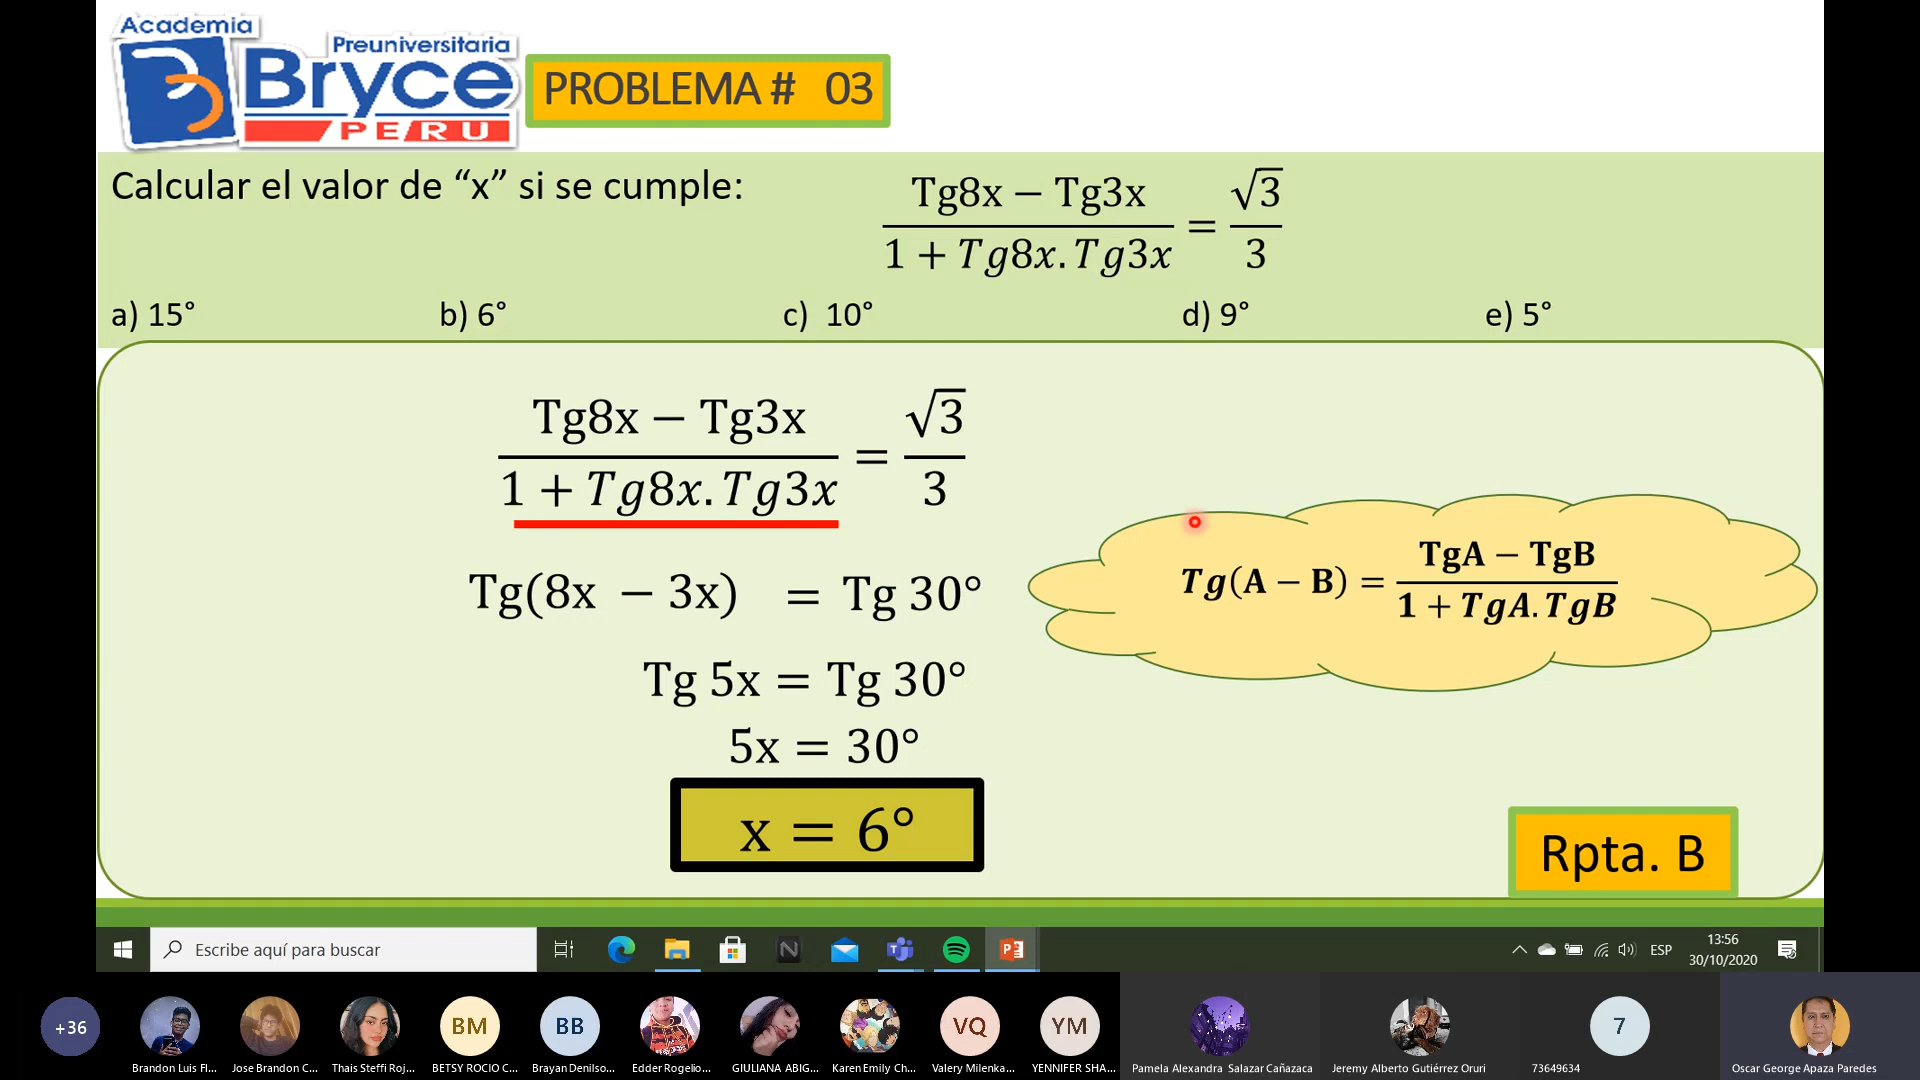 Academia
Preuniversitaria
Bryce
PERU
PROBLEMA # 03
Calcular el valor de “x” si se cumple:
Tg8x − Tg3x / 1 + Tg8x.Tg3x = √3 / 3
a) 15°
b) 6°
c) 10°
d) 9°
e) 5°
Tg8x − Tg3x / 1 + Tg8x.Tg3x = √3 / 3
Tg(8x − 3x) = Tg 30°
Tg(A − B) = TgA − TgB / 1 + TgA.TgB
Tg 5x = Tg 30°
5x = 30°
x = 6°
Rpta. B
Escribe aquí para buscar
ESP
13:56
30/10/2020
+36
BM
BB
VQ
YM
7
Brandon Luis Fl...
Jose Brandon C...
Thais Steffi Roj...
BETSY ROCIO C...
Brayan Denilso...
Edder Rogelio...
GIULIANA ABIG...
Karen Emily Ch...
Valery Milenka...
YENNIFER SHA...
Pamela Alexandra Salazar Cañazaca
Jeremy Alberto Gutiérrez Oruri
73649634
Oscar George Apaza Paredes